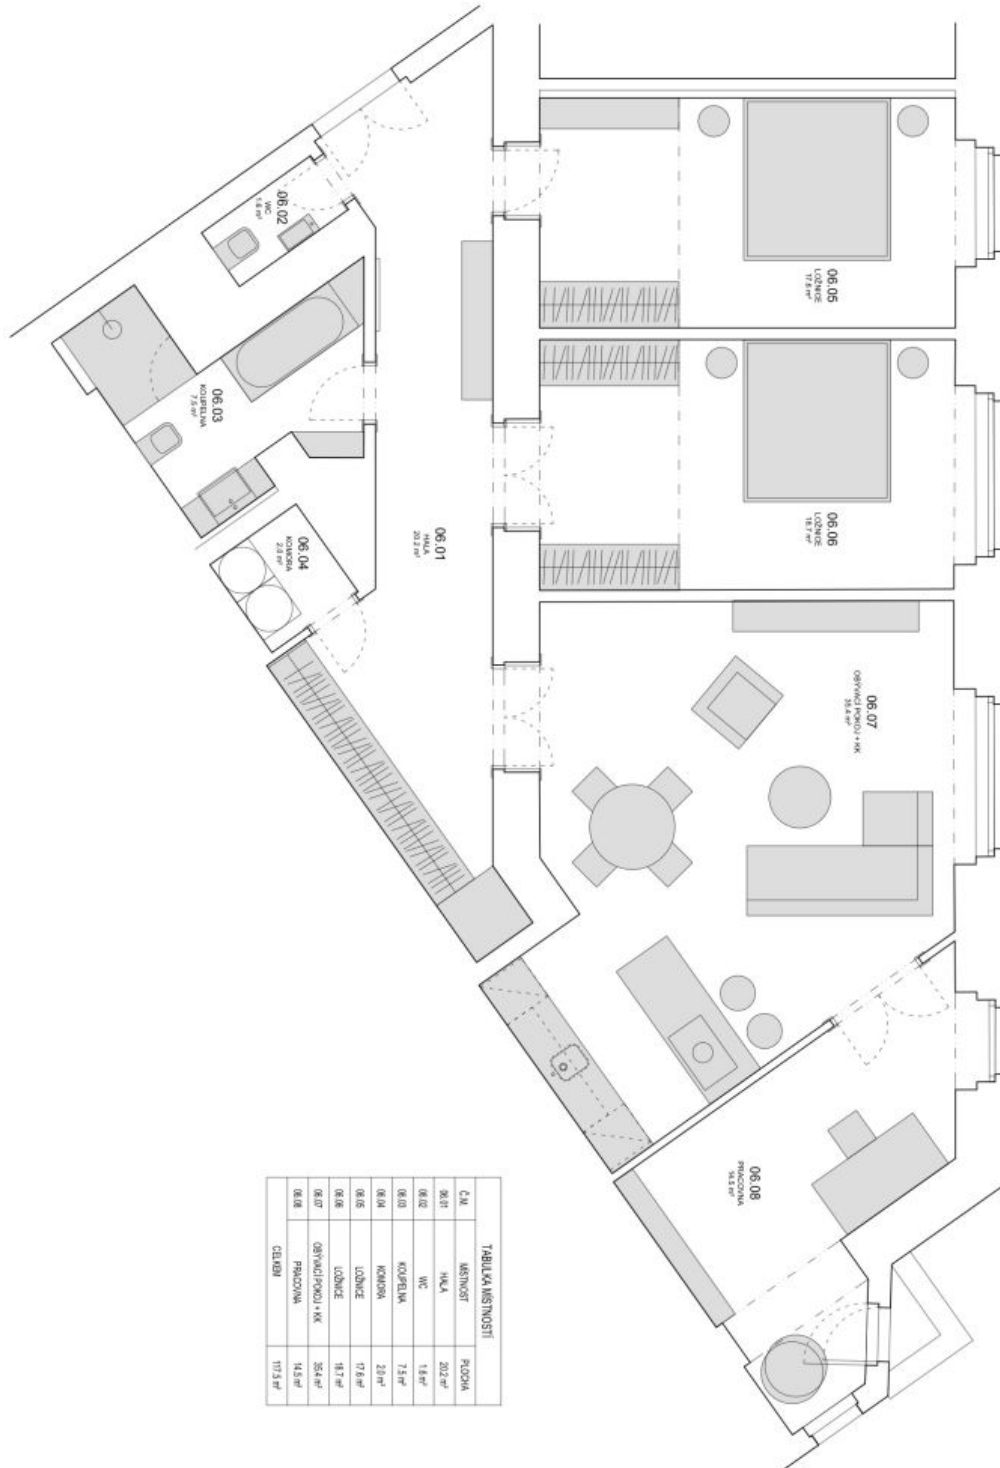 06.02
WC
1.6 m²
06.03
KOUPELNA
7.5 m²
06.04
KOMORA
2.0 m²
06.01
HALA
20.2 m²
06.05
LOŽNICE
17.6 m²
06.06
LOŽNICE
18.7 m²
06.07
OBÝVACÍ POKOJ + KK
35.4 m²
06.08
PRACOVNA
14.5 m²
TABULKA MÍSTNOSTÍ
Č.M. MÍSTNOST PLOCHA
06.01 HALA 20.2 m²
06.02 WC 1.6 m²
06.03 KOUPELNA 7.5 m²
06.04 KOMORA 2.0 m²
06.05 LOŽNICE 17.6 m²
06.06 LOŽNICE 18.7 m²
06.07 OBÝVACÍ POKOJ + KK 35.4 m²
06.08 PRACOVNA 14.5 m²
CELKEM 117.5 m²